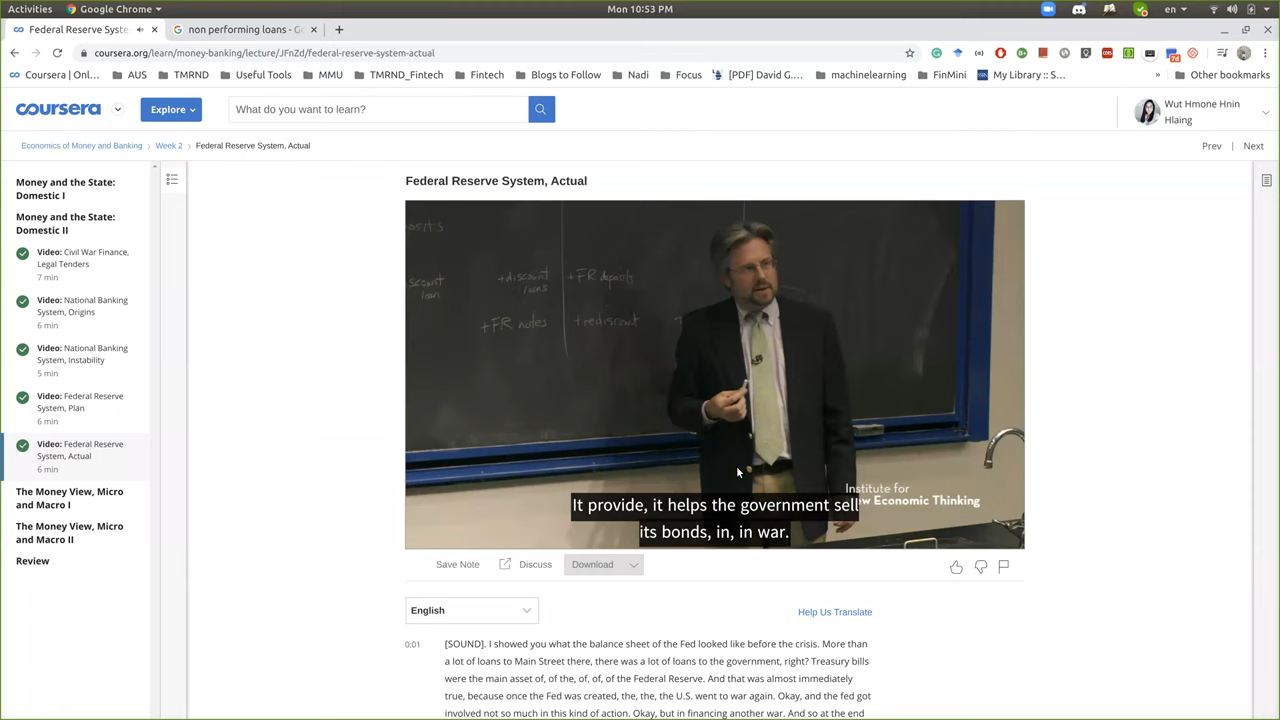 Activities
Google Chrome
Mon 10:53 PM
en
Federal Reserve Syste
non performing loans - Go
coursera.org/learn/money-banking/lecture/JFnZd/federal-reserve-system-actual
7d
Coursera | Onl…
AUS
TMRND
Useful Tools
MMU
TMRND_Fintech
Fintech
Blogs to Follow
Nadi
Focus
[PDF] David G.…
machinelearning
FinMini
My Library :: S…
»
Other bookmarks
coursera
Explore
What do you want to learn?
Wut Hmone Hnin
Hlaing
Economics of Money and Banking > Week 2 > Federal Reserve System, Actual
Prev | Next
Money and the State:
Domestic I
Money and the State:
Domestic II
Video: Civil War Finance,
Legal Tenders
7 min
Video: National Banking
System, Origins
6 min
Video: National Banking
System, Instability
5 min
Video: Federal Reserve
System, Plan
6 min
Video: Federal Reserve
System, Actual
6 min
The Money View, Micro
and Macro I
The Money View, Micro
and Macro II
Review
Federal Reserve System, Actual
osits
scount
loan
+discount
loans
+FR deposits
+FR notes
+rediscount
Institute for
ew Economic Thinking
It provide, it helps the government sell
its bonds, in, in war.
Save Note
Discuss
Download
English
Help Us Translate
0:01
[SOUND]. I showed you what the balance sheet of the Fed looked like before the crisis. More than
a lot of loans to Main Street there, there was a lot of loans to the government, right? Treasury bills
were the main asset of, of the, of, of, of the Federal Reserve. And that was almost immediately
true, because once the Fed was created, the, the, the U.S. went to war again. Okay, and the fed got
involved not so much in this kind of action. Okay, but in financing another war. And so at the end